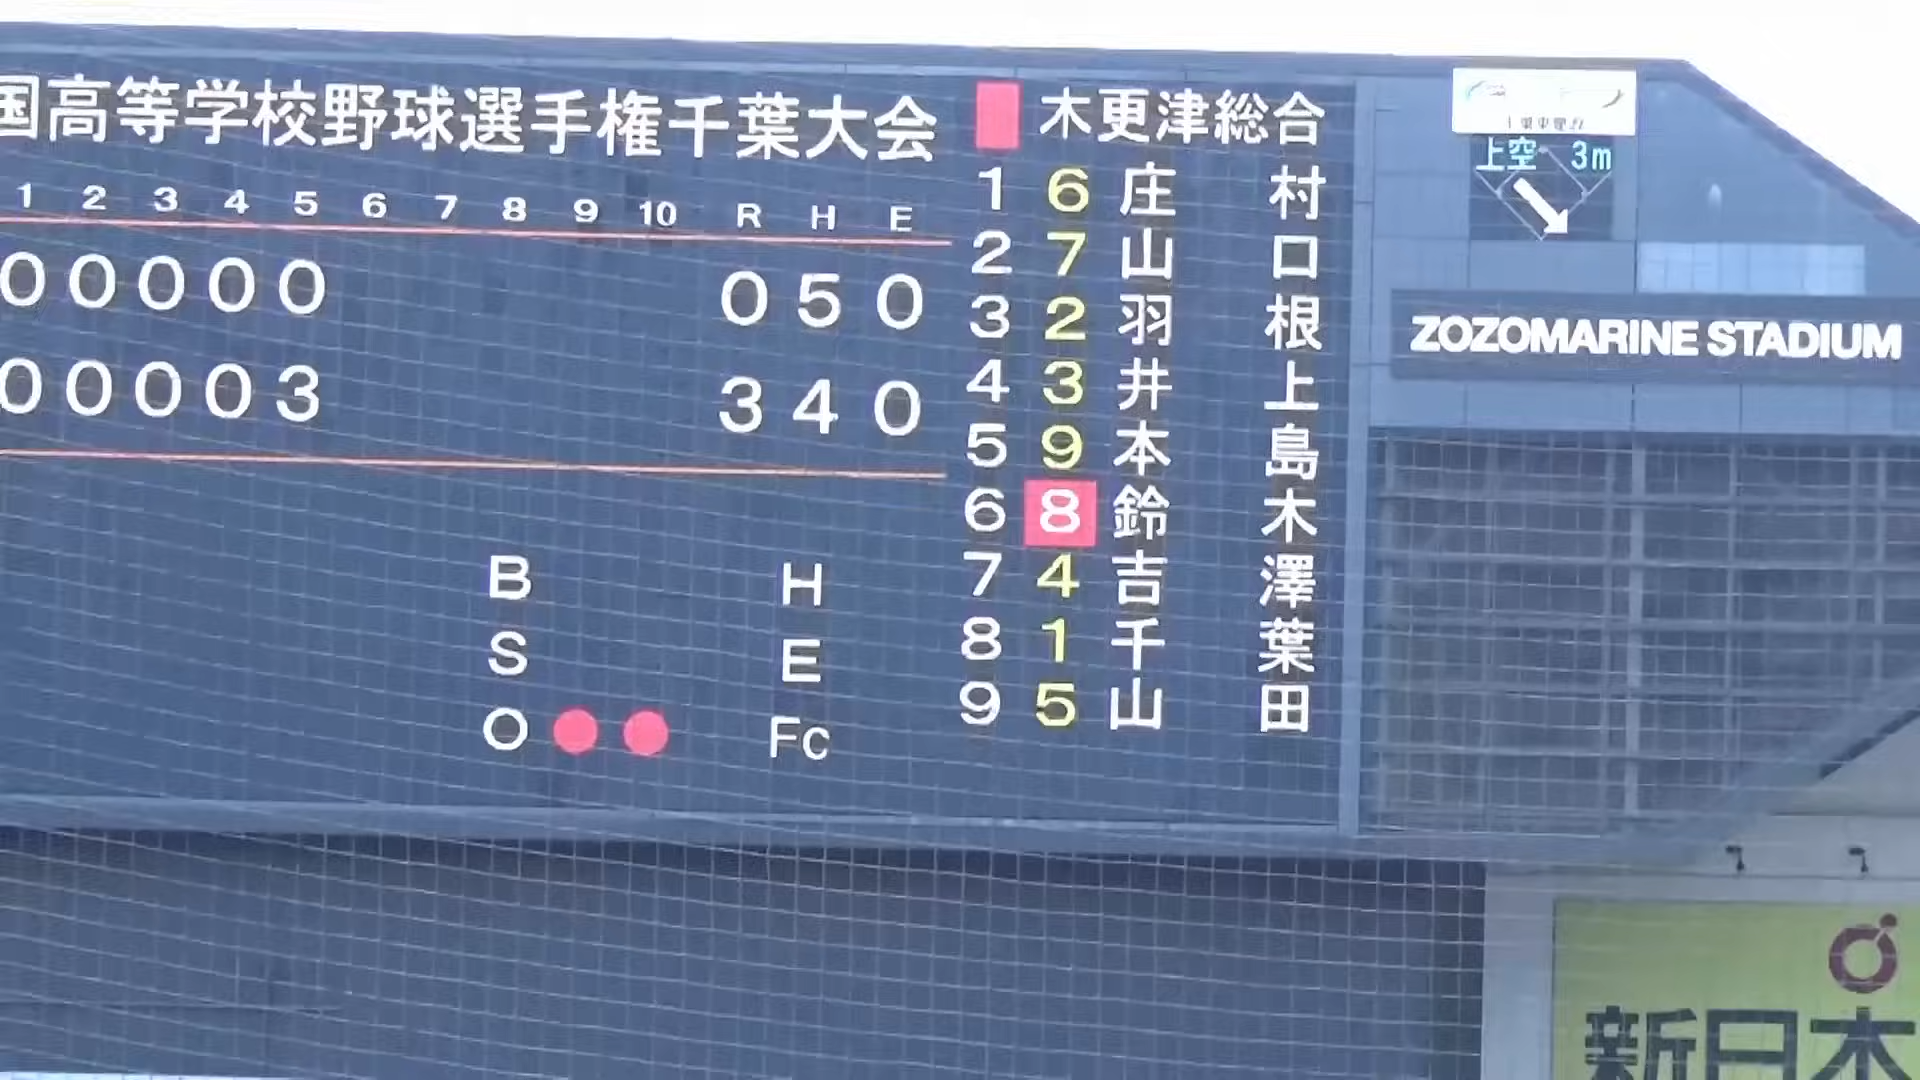 国高等学校野球選手権千葉大会
1 2 3 4 5 6 7 8 9 10 R H E
0 0 0 0 0 0 5 0
0 0 0 0 3 3 4 0
B H
S E
O Fc
木更津総合
1 6 庄村
2 7 山口
3 2 羽根
4 3 井上
5 9 本島
6 8 鈴木
7 4 吉澤
8 1 千葉
9 5 山田
上空 3m
ZOZOMARINE STADIUM
新日本